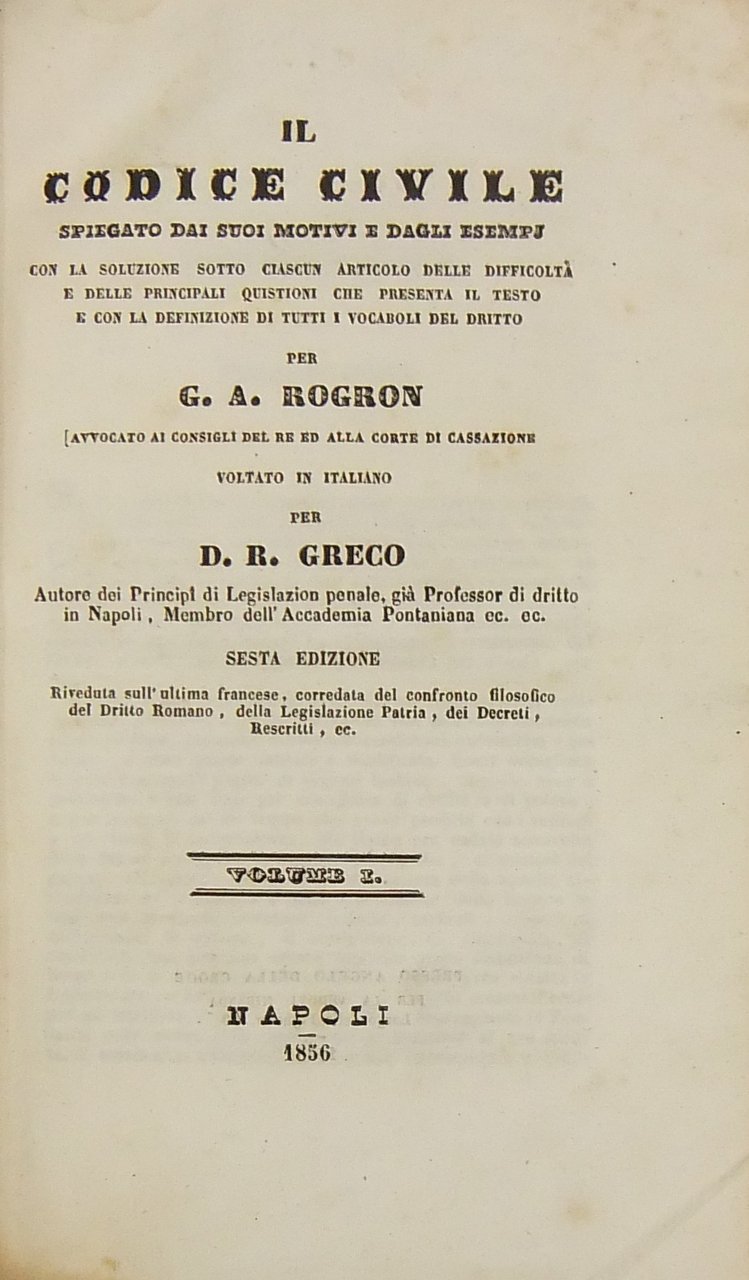 IL
CODICE CIVILE
SPIEGATO DAI SUOI MOTIVI E DAGLI ESEMPJ
CON LA SOLUZIONE SOTTO CIASCUN ARTICOLO DELLE DIFFICOLTÀ
E DELLE PRINCIPALI QUISTIONI CHE PRESENTA IL TESTO
E CON LA DEFINIZIONE DI TUTTI I VOCABOLI DEL DRITTO
PER
G. A. ROGRON
[AVVOCATO AI CONSIGLI DEL RE ED ALLA CORTE DI CASSAZIONE
VOLTATO IN ITALIANO
PER
D. R. GRECO
Autore dei Principî di Legislazion penale, già Professor di dritto
in Napoli, Membro dell'Accademia Pontaniana ec. ec.
SESTA EDIZIONE
Riveduta sull'ultima francese, corredata del confronto filosofico
del Dritto Romano, della Legislazione Patria, dei Decreti,
Rescritti, ec.
VOLUME I.
NAPOLI
1856